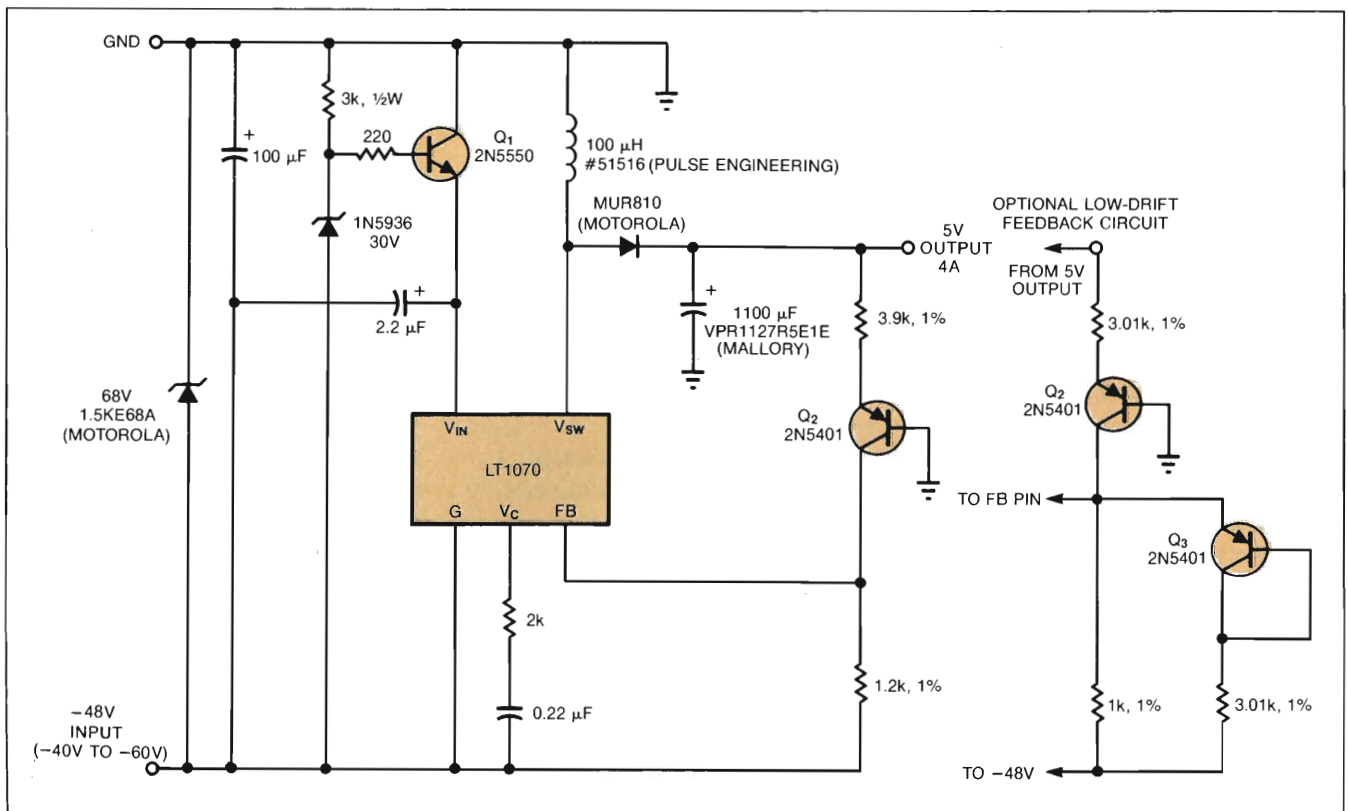 GND
3k, ½W
220
Q1
2N5550
+
100 µF
100 µH
#51516 (PULSE ENGINEERING)
1N5936
30V
MUR810
(MOTOROLA)
5V
OUTPUT
4A
OPTIONAL LOW-DRIFT
FEEDBACK CIRCUIT
FROM 5V
OUTPUT
+
2.2 µF
+
1100 µF
VPR1127R5E1E
(MALLORY)
3.9k, 1%
3.01k, 1%
68V
1.5KE68A
(MOTOROLA)
Q2
2N5401
Q2
2N5401
VIN
VSW
LT1070
G
VC
FB
TO FB PIN
Q3
2N5401
2k
0.22 µF
1.2k, 1%
1k, 1%
3.01k, 1%
−48V
INPUT
(−40V TO −60V)
TO −48V